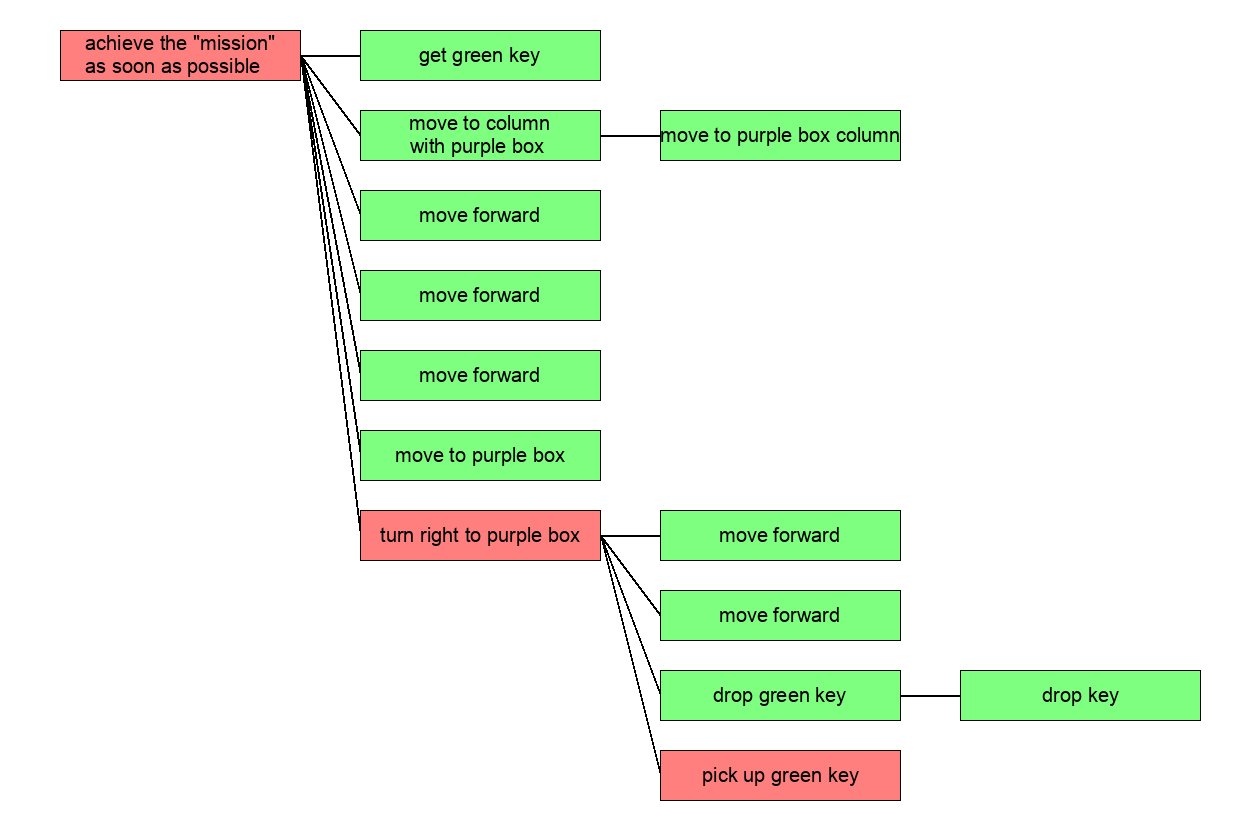 achieve the "mission"
as soon as possible
get green key
move to column
with purple box
move to purple box column
move forward
move forward
move forward
move to purple box
turn right to purple box
move forward
move forward
drop green key
drop key
pick up green key